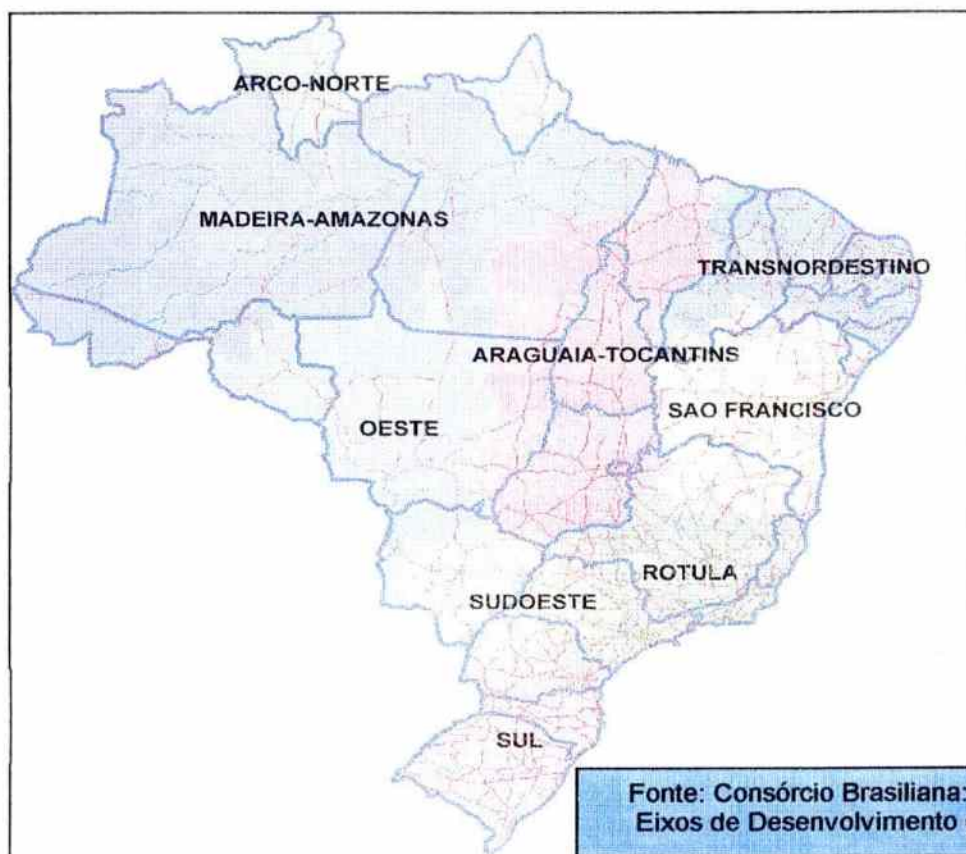 ARCO-NORTE
MADEIRA-AMAZONAS
TRANSNORDESTINO
ARAGUAIA-TOCANTINS
SAO FRANCISCO
OESTE
ROTULA
SUDOESTE
SUL
Fonte: Consórcio Brasiliana:
Eixos de Desenvolvimento